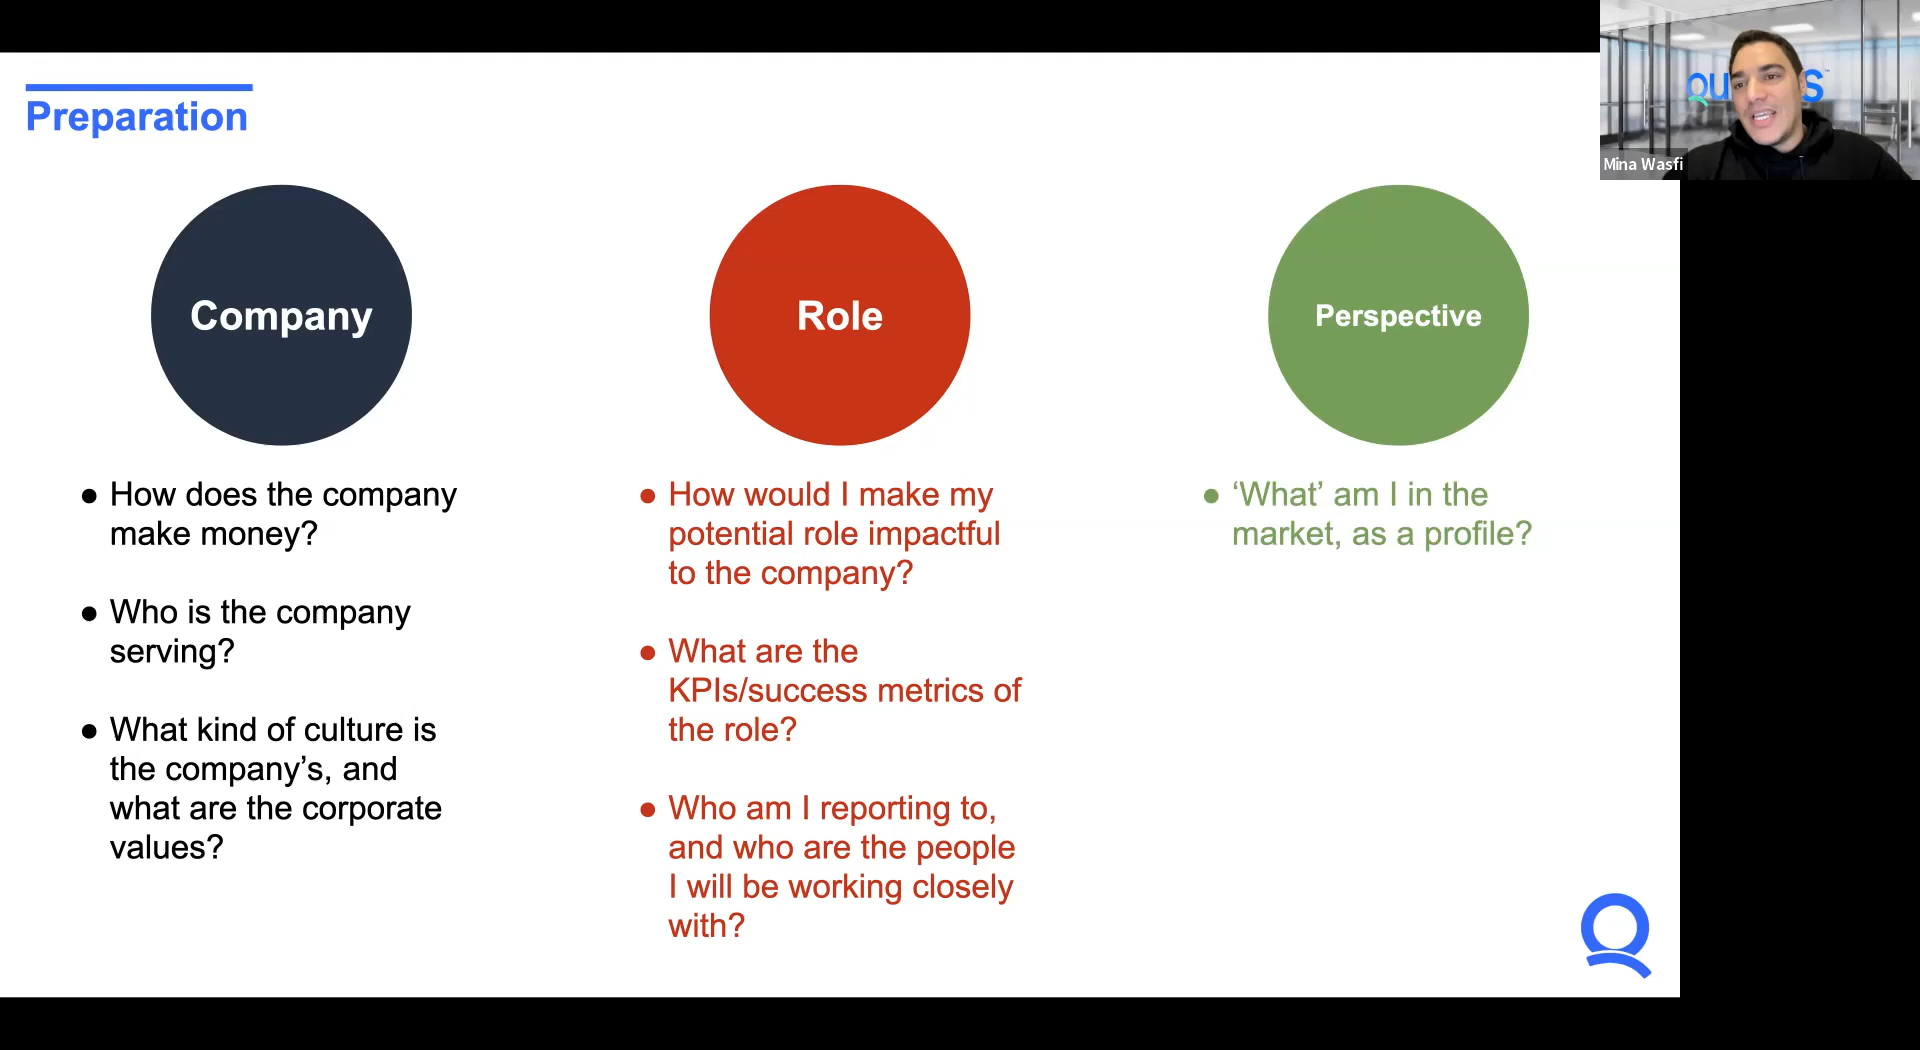 Preparation
Company
Role
Perspective
● How does the company
make money?
● Who is the company
serving?
● What kind of culture is
the company’s, and
what are the corporate
values?
● How would I make my
potential role impactful
to the company?
● What are the
KPIs/success metrics of
the role?
● Who am I reporting to,
and who are the people
I will be working closely
with?
● ‘What’ am I in the
market, as a profile?
Mina Wasfi